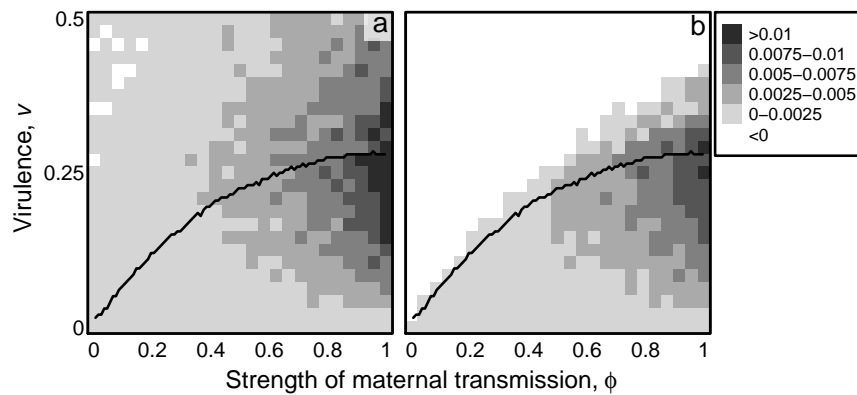 0.5
0.25
0
Virulence, v
a
b
0 0.2 0.4 0.6 0.8 1
0 0.2 0.4 0.6 0.8 1
Strength of maternal transmission, ϕ
>0.01
0.0075−0.01
0.005−0.0075
0.0025−0.005
0−0.0025
<0